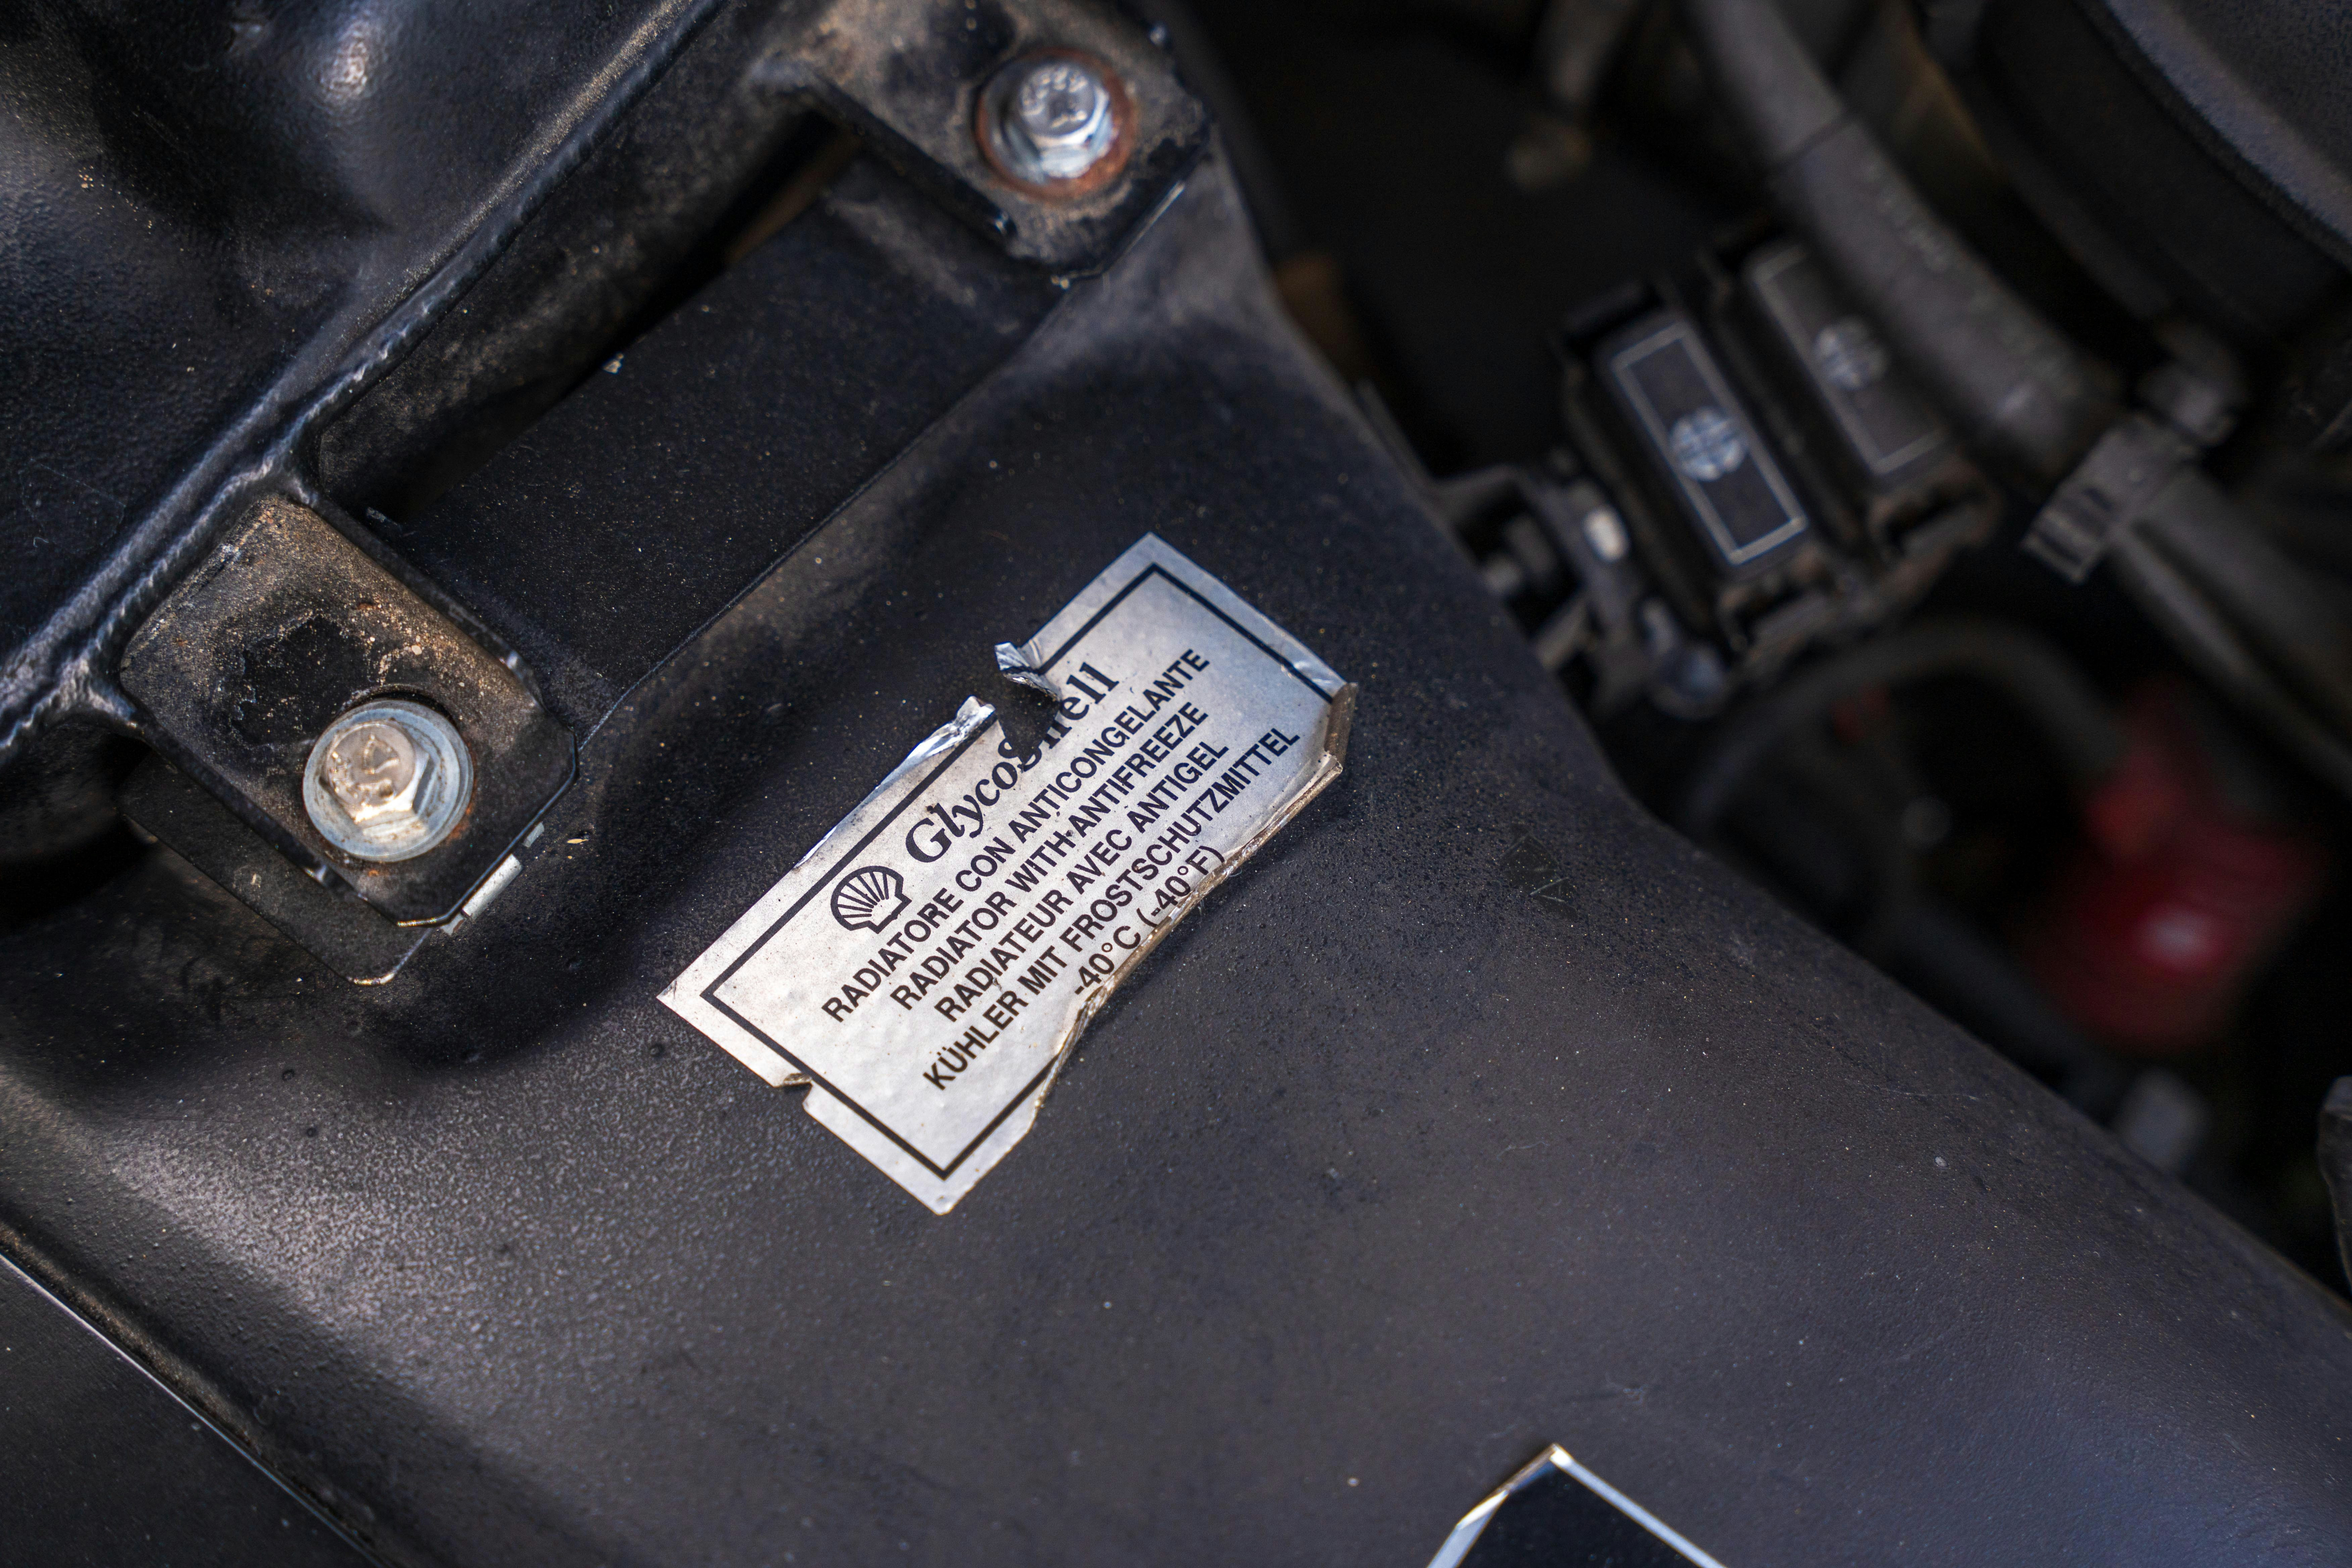 Glycoshell
RADIATORE CON ANTICONGELANTE
RADIATOR WITH ANTIFREEZE
RADIATEUR AVEC ANTIGEL
KÜHLER MIT FROSTSCHUTZMITTEL
-40°C (-40°F)